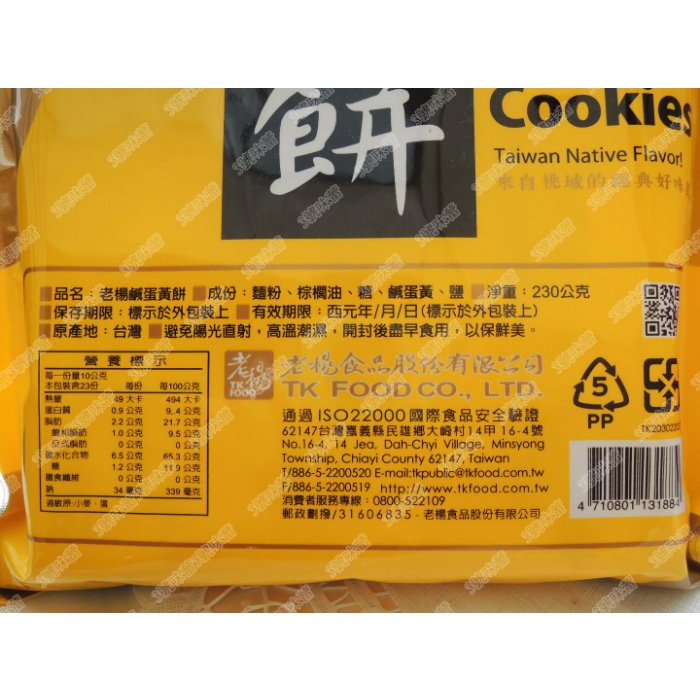 餅
Cookies
Taiwan Native Flavor!
來自桃城的經典好味
■品名：老楊鹹蛋黃餅 ■成份：麵粉、棕櫚油、糖、鹹蛋黃、鹽 ■淨重：230公克
■保存期限：標示於外包裝上 ■有效期限：西元年/月/日(標示於外包裝上)
■原產地：台灣 ■避免陽光直射，高溫潮濕，開封後盡早食用，以保鮮美。
營養標示
每一份量10公克
本包裝含23份 每份 每100公克
熱量 49 大卡 494 大卡
蛋白質 0.9 公克 9.4 公克
脂肪 2.2 公克 21.7 公克
飽和脂肪 1.0 公克 9.5 公克
反式脂肪 0 公克 0 公克
碳水化合物 6.5 公克 65.3 公克
糖 1.2 公克 11.9 公克
膳食纖維 0 公克 0 公克
鈉 34 毫克 339 毫克
過敏原:小麥、蛋
老楊
TK
FOOD
老楊食品股份有限公司
TK FOOD CO., LTD.
通過ISO22000國際食品安全驗證
62147台灣嘉義縣民雄鄉大崎村14甲16-4號
No.16-4, 14 Jea, Dah-Chyi Village, Minsyong
Township, Chiayi County 62147, Taiwan
T/886-5-2200520 E-mail:tkpublic@tkfood.com.tw
F/886-5-2200519 http://www.tkfood.com.tw
消費者服務專線：0800-522109
郵政劃撥/31606835-老楊食品股份有限公司
5
PP
4 710801 131884
3號味蕾